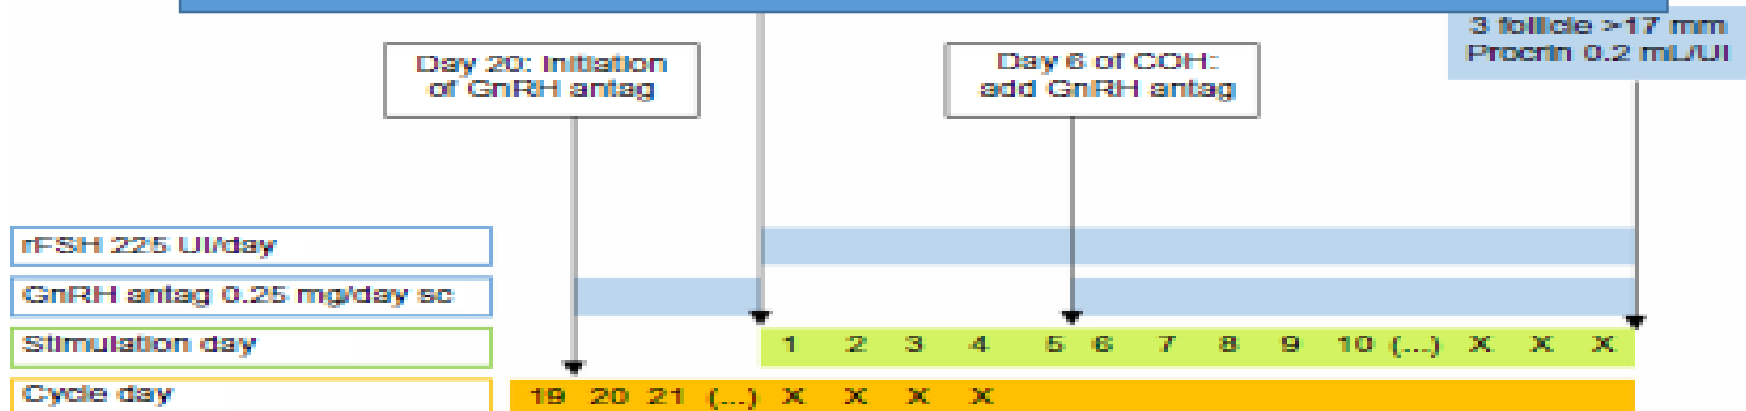 3 follicle >17 mm
Procrin 0.2 mL/UI
Day 20: Initiation
of GnRH antag
Day 6 of COH:
add GnRH antag
rFSH 225 UI/day
GnRH antag 0.25 mg/day sc
Stimulation day 1 2 3 4 5 6 7 8 9 10 (...) X X X
Cycle day 19 20 21 (...) X X X X